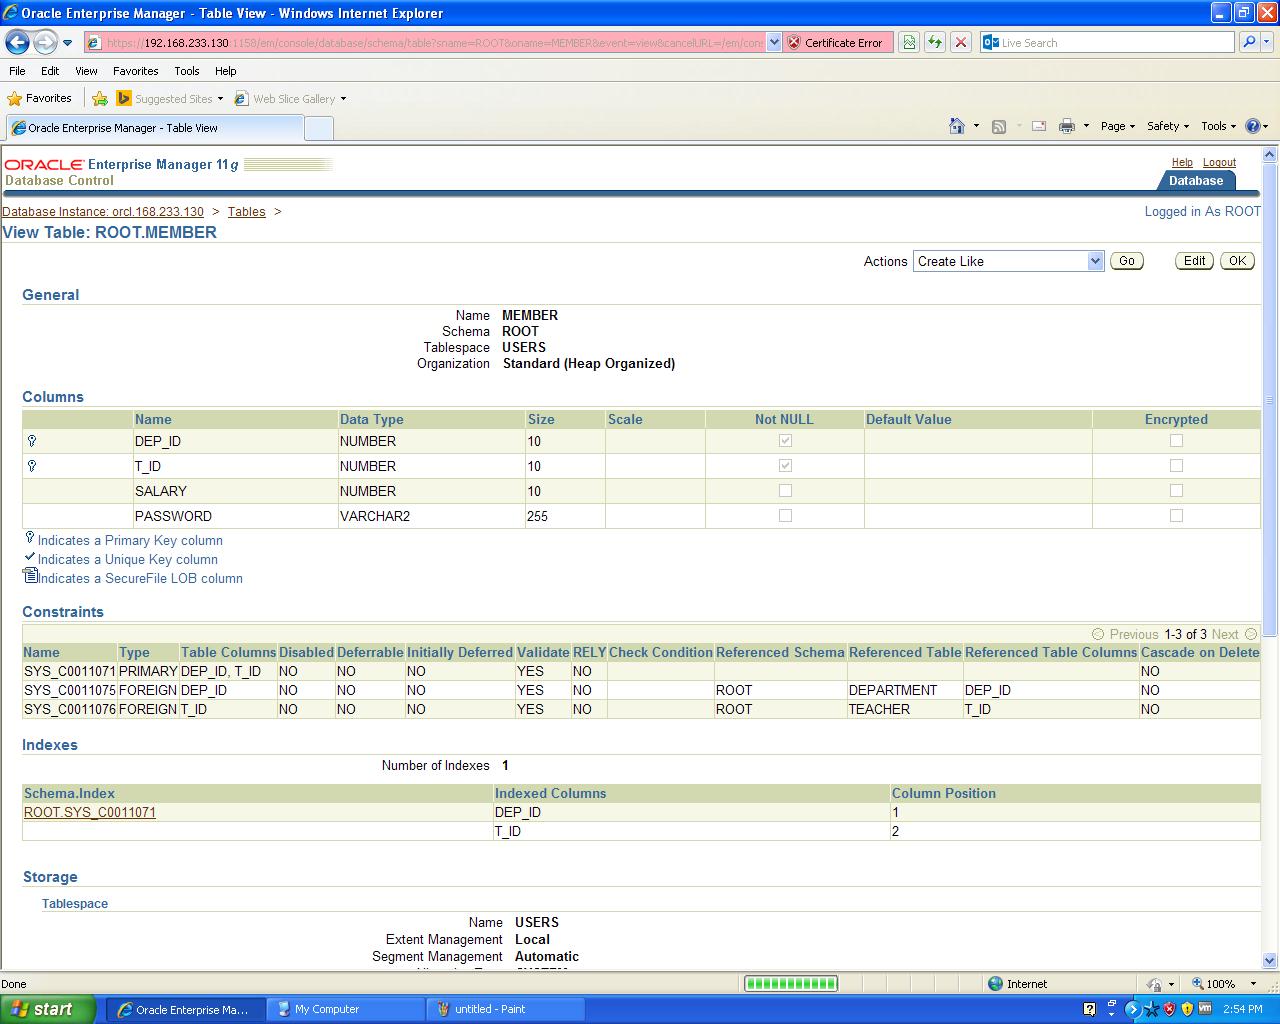 Oracle Enterprise Manager - Table View - Windows Internet Explorer
https://192.168.233.130:1158/em/console/database/schema/table?sname=ROOT&oname=MEMBER&event=view&cancelURL=/em/con Certificate Error Live Search
File Edit View Favorites Tools Help
Favorites Suggested Sites Web Slice Gallery
Oracle Enterprise Manager - Table View Page Safety Tools
ORACLE Enterprise Manager 11g Help Logout
Database Control Database
Database Instance: orcl.168.233.130 > Tables > Logged in As ROOT
View Table: ROOT.MEMBER
Actions Create Like Go Edit OK
General
Name MEMBER
Schema ROOT
Tablespace USERS
Organization Standard (Heap Organized)
Columns
Name Data Type Size Scale Not NULL Default Value Encrypted
DEP_ID NUMBER 10
T_ID NUMBER 10
SALARY NUMBER 10
PASSWORD VARCHAR2 255
Indicates a Primary Key column
Indicates a Unique Key column
Indicates a SecureFile LOB column
Constraints
Previous 1-3 of 3 Next
Name Type Table Columns Disabled Deferrable Initially Deferred Validate RELY Check Condition Referenced Schema Referenced Table Referenced Table Columns Cascade on Delete
SYS_C0011071 PRIMARY DEP_ID, T_ID NO NO NO YES NO NO
SYS_C0011075 FOREIGN DEP_ID NO NO NO YES NO ROOT DEPARTMENT DEP_ID NO
SYS_C0011076 FOREIGN T_ID NO NO NO YES NO ROOT TEACHER T_ID NO
Indexes
Number of Indexes 1
Schema.Index Indexed Columns Column Position
ROOT.SYS_C0011071 DEP_ID 1
T_ID 2
Storage
Tablespace
Name USERS
Extent Management Local
Segment Management Automatic
Done Internet 100%
start Oracle Enterprise Ma... My Computer untitled - Paint 2:54 PM